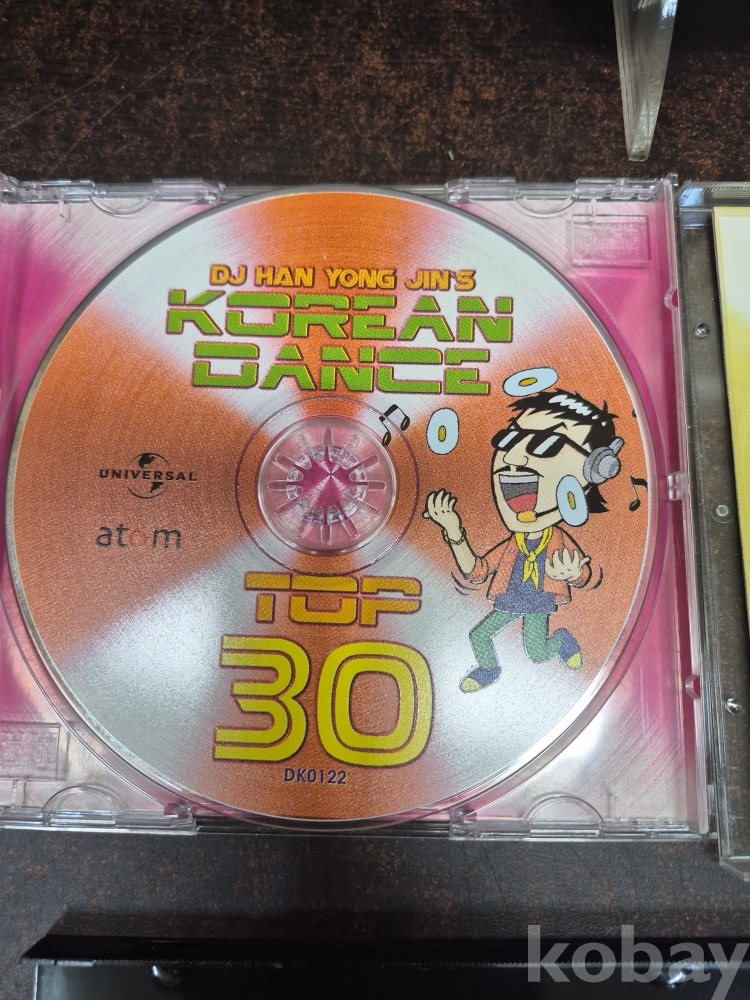 DJ HAN YONG JIN'S
KOREAN
DANCE
UNIVERSAL
atom
TOP
30
DK0122
kobay